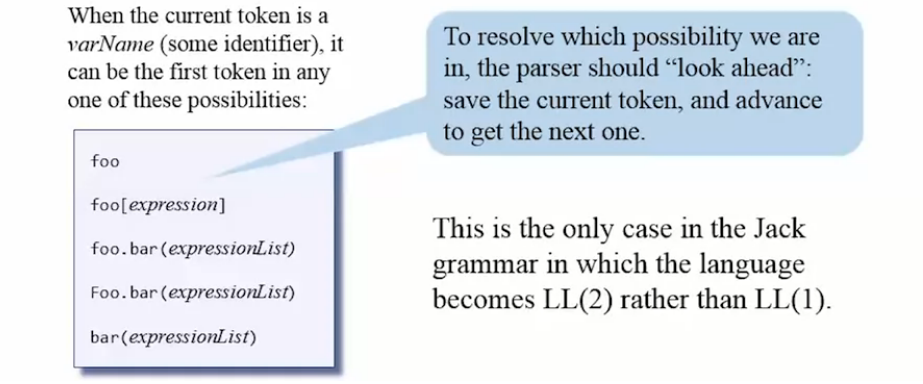 When the current token is a
varName (some identifier), it
can be the first token in any
one of these possibilities:
foo
foo[expression]
foo.bar(expressionList)
Foo.bar(expressionList)
bar(expressionList)
To resolve which possibility we are
in, the parser should “look ahead”:
save the current token, and advance
to get the next one.
This is the only case in the Jack
grammar in which the language
becomes LL(2) rather than LL(1).